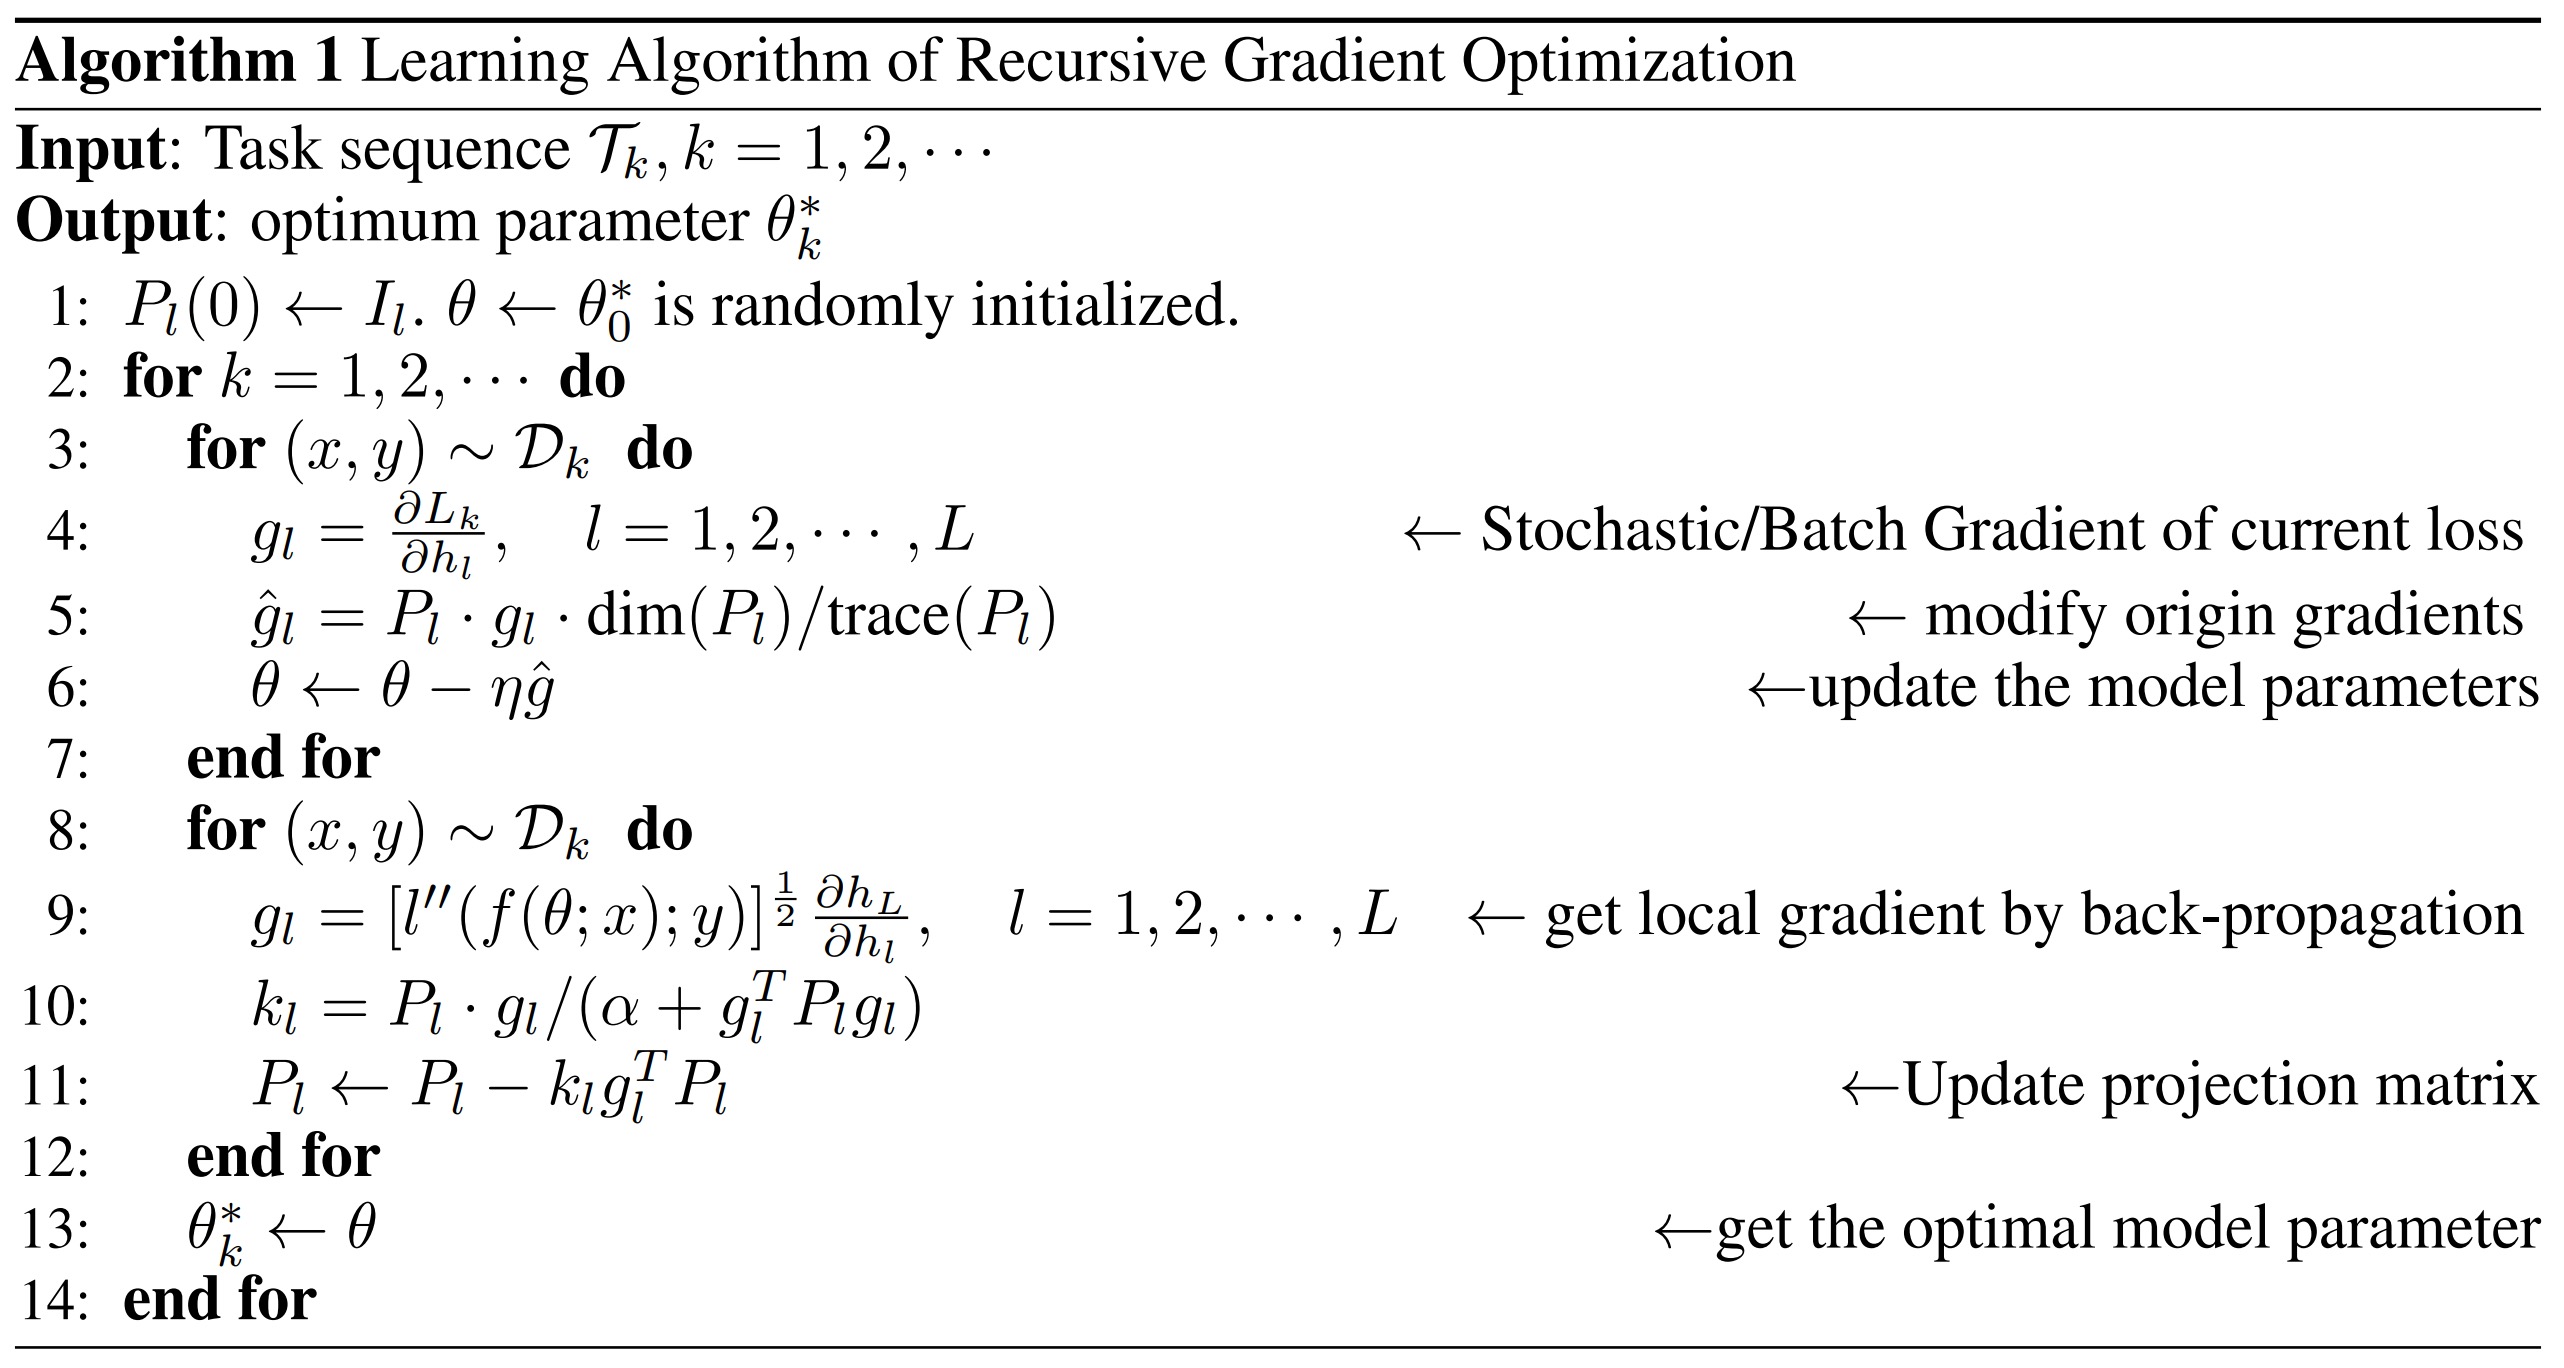 Algorithm 1 Learning Algorithm of Recursive Gradient Optimization
Input: Task sequence $\mathcal{T}_k, k = 1, 2, \cdots$
Output: optimum parameter $\theta_k^*$
1: $P_l(0) \leftarrow I_l$. $\theta \leftarrow \theta_0^*$ is randomly initialized.
2: for $k = 1, 2, \cdots$ do
3: for $(x, y) \sim \mathcal{D}_k$ do
4: $g_l = \frac{\partial L_k}{\partial h_l}, \quad l = 1, 2, \cdots, L$ ← Stochastic/Batch Gradient of current loss
5: $\hat{g}_l = P_l \cdot g_l \cdot \text{dim}(P_l)/\text{trace}(P_l)$ ← modify origin gradients
6: $\theta \leftarrow \theta - \eta\hat{g}$ ←update the model parameters
7: end for
8: for $(x, y) \sim \mathcal{D}_k$ do
9: $g_l = [l''(f(\theta; x); y)]^{\frac{1}{2}} \frac{\partial h_L}{\partial h_l}, \quad l = 1, 2, \cdots, L$ ← get local gradient by back-propagation
10: $k_l = P_l \cdot g_l/(\alpha + g_l^T P_l g_l)$
11: $P_l \leftarrow P_l - k_l g_l^T P_l$ ←Update projection matrix
12: end for
13: $\theta_k^* \leftarrow \theta$ ←get the optimal model parameter
14: end for